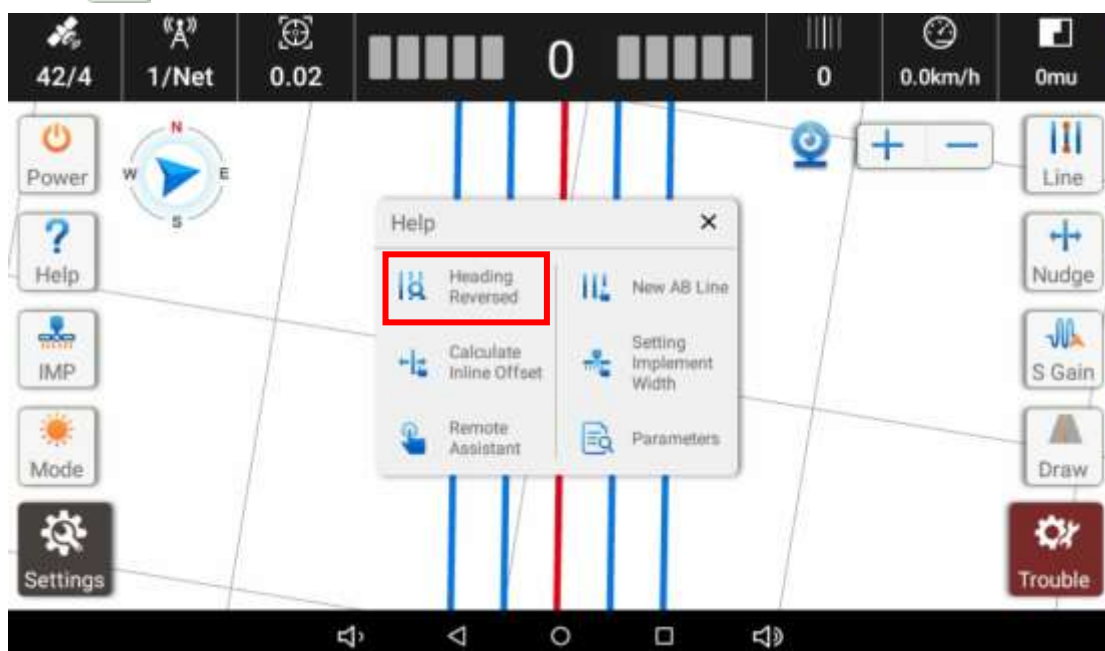 42/4
1/Net
0.02
0
0
0.0km/h
0mu
Power
N
W
E
S
Line
Help
Help
Heading
Reversed
New AB Line
Nudge
IMP
Calculate
Inline Offset
Setting
Implement
Width
S Gain
Mode
Remote
Assistant
Parameters
Draw
Settings
Trouble